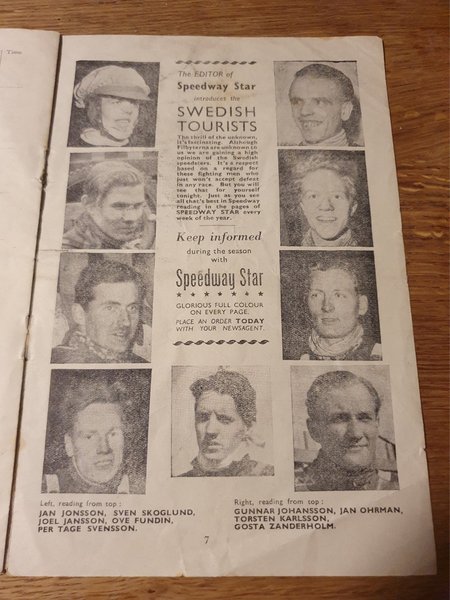 Time
The EDITOR of
Speedway Star
introduces the
SWEDISH
TOURISTS
The thrill of the unknown,
it's fascinating. Although
Filbyterna are unknown to
us we are gaining a high
opinion of the Swedish
speedsters. It's a respect
based on a regard for
these fighting men who
just won't accept defeat
in any race. But you will
see that for yourself
tonight. Just as you see
all that's best in Speedway
reading in the pages of
SPEEDWAY STAR every
week of the year.
Keep informed
during the season
with
Speedway Star
GLORIOUS FULL COLOUR
ON EVERY PAGE.
PLACE AN ORDER TODAY
WITH YOUR NEWSAGENT.
Left, reading from top :
JAN JONSSON, SVEN SKOGLUND,
JOEL JANSSON, OVE FUNDIN,
PER TAGE SVENSSON.
Right, reading from top :
GUNNAR JOHANSSON, JAN OHRMAN,
TORSTEN KARLSSON,
GOSTA ZANDERHOLM.
7